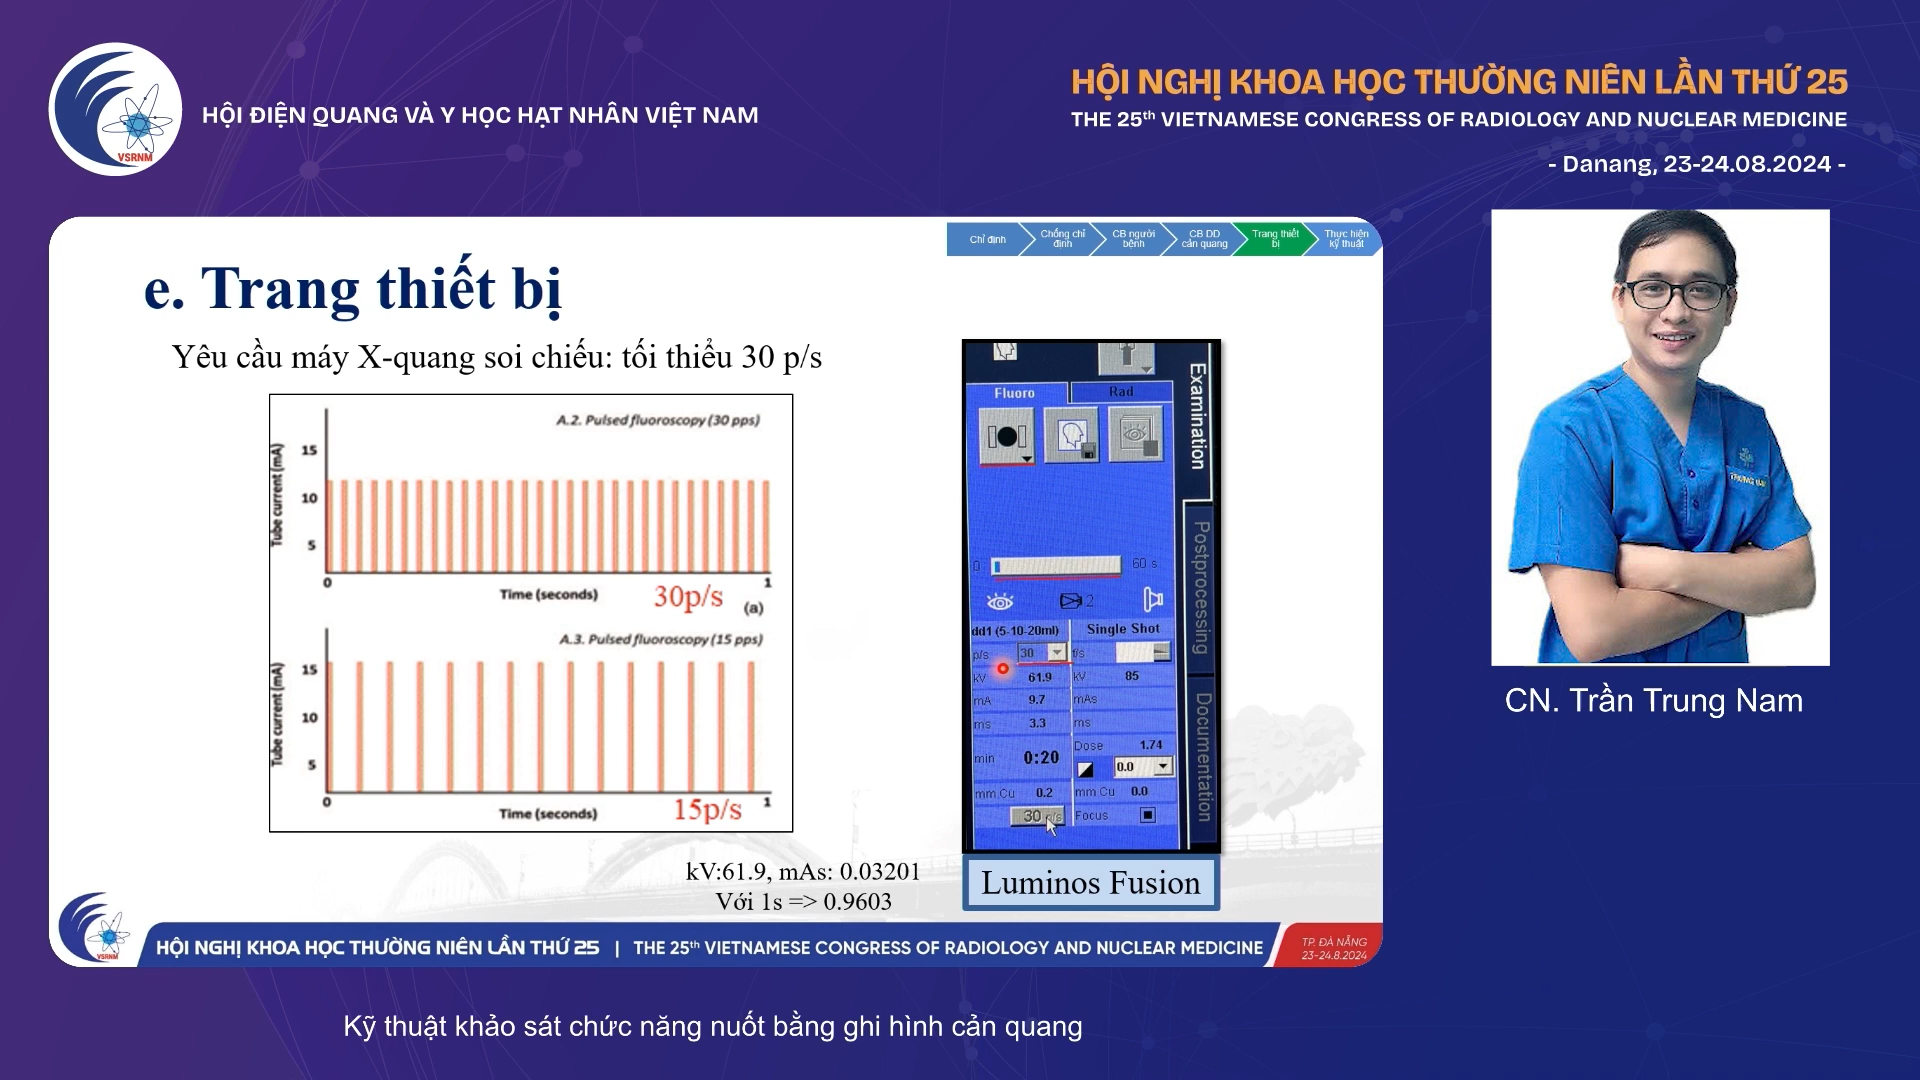 HỘI ĐIỆN QUANG VÀ Y HỌC HẠT NHÂN VIỆT NAM
VSRNM
HỘI NGHỊ KHOA HỌC THƯỜNG NIÊN LẦN THỨ 25
THE 25th VIETNAMESE CONGRESS OF RADIOLOGY AND NUCLEAR MEDICINE
- Danang, 23-24.08.2024 -
Chỉ định
Chống chỉ định
CB người bệnh
CB DD cản quang
Trang thiết bị
Thực hiện kỹ thuật
e. Trang thiết bị
Yêu cầu máy X-quang soi chiếu: tối thiểu 30 p/s
A.2. Pulsed fluoroscopy (30 pps)
Tube current (mA)
15
10
5
0
Time (seconds)
1
30p/s
(a)
A.3. Pulsed fluoroscopy (15 pps)
Tube current (mA)
15
10
5
0
Time (seconds)
1
15p/s
Fluoro
Rad
Examination
Postprocessing
Documentation
0
60 s
2
dd1 (5-10-20ml)
Single Shot
p/s 30 f/s
kV 61.9 kV 85
mA 9.7 mAs
ms 3.3 ms
min 0:20 Dose 1.74
0.0
mm Cu 0.2 mm Cu 0.0
30 p/s Focus
kV:61.9, mAs: 0.03201
Với 1s => 0.9603
Luminos Fusion
VSRNM
HỘI NGHỊ KHOA HỌC THƯỜNG NIÊN LẦN THỨ 25 | THE 25th VIETNAMESE CONGRESS OF RADIOLOGY AND NUCLEAR MEDICINE
TP. ĐÀ NẴNG
23-24.8.2024
CN. Trần Trung Nam
Kỹ thuật khảo sát chức năng nuốt bằng ghi hình cản quang